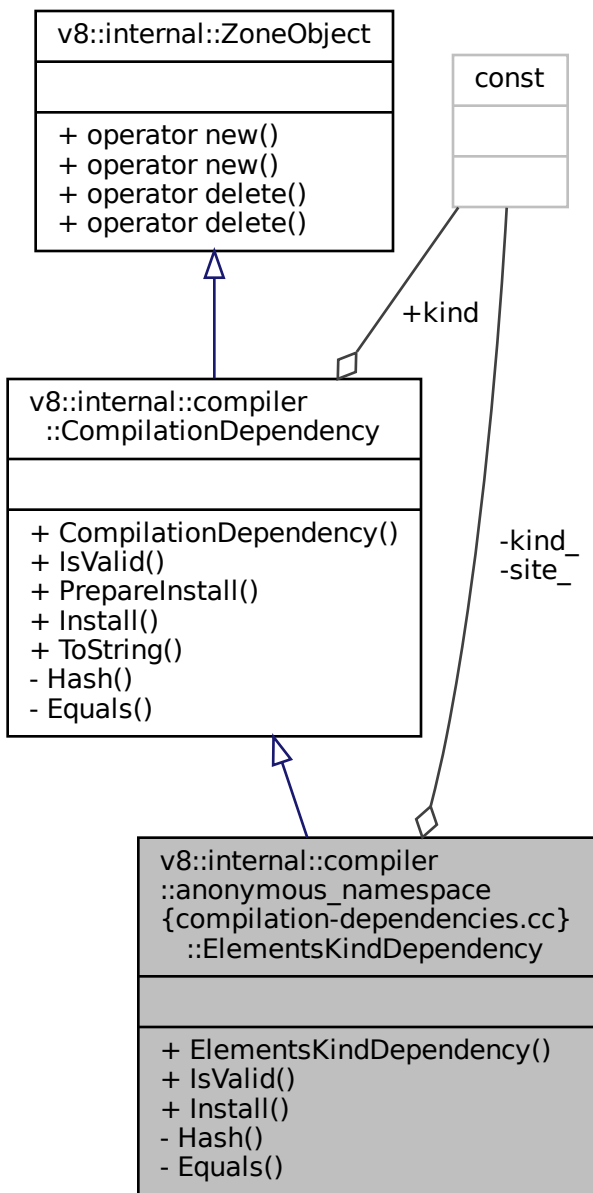 v8::internal::ZoneObject
+ operator new()
+ operator new()
+ operator delete()
+ operator delete()
const
+kind
v8::internal::compiler
::CompilationDependency
+ CompilationDependency()
+ IsValid()
+ PrepareInstall()
+ Install()
+ ToString()
- Hash()
- Equals()
-kind_
-site_
v8::internal::compiler
::anonymous_namespace
{compilation-dependencies.cc}
::ElementsKindDependency
+ ElementsKindDependency()
+ IsValid()
+ Install()
- Hash()
- Equals()